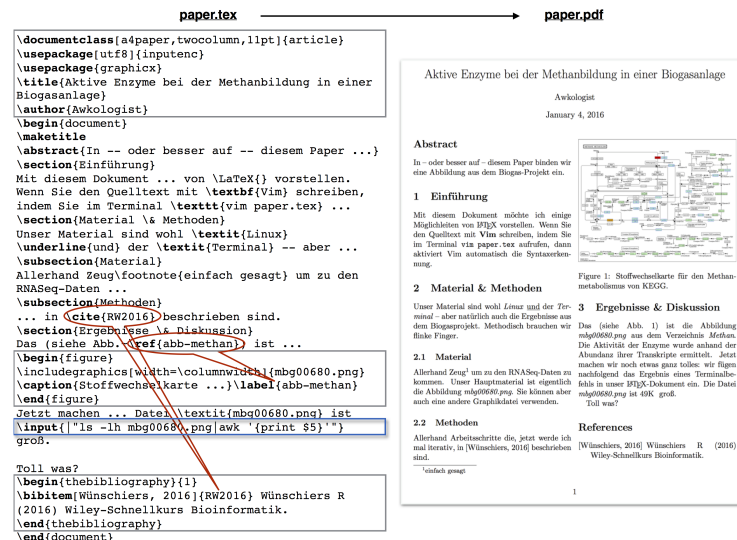 paper.tex
paper.pdf
\documentclass[a4paper,twocolumn,11pt]{article}
\usepackage[utf8]{inputenc}
\usepackage{graphicx}
\title{Aktive Enzyme bei der Methanbildung in einer
Biogasanlage}
\author{Awkologist}
\begin{document}
\maketitle
\abstract{In -- oder besser auf -- diesem Paper ...}
\section{Einführung}
Mit diesem Dokument ... von \LaTeX{} vorstellen.
Wenn Sie den Quelltext mit \textbf{Vim} schreiben,
indem Sie im Terminal \texttt{vim paper.tex} ...
\section{Material \& Methoden}
Unser Material sind wohl \textit{Linux}
\underline{und} der \textit{Terminal} -- aber ...
\subsection{Material}
Allerhand Zeug\footnote{einfach gesagt} um zu den
RNASeq-Daten ...
\subsection{Methoden}
... in \cite{RW2016} beschrieben sind.
\section{Ergebnisse \& Diskussion}
Das (siehe Abb.~\ref{abb-methan}) ist ...
\begin{figure}
\includegraphics[width=\columnwidth]{mbg00680.png}
\caption{Stoffwechselkarte ...}\label{abb-methan}
\end{figure}
Jetzt machen ... Datei \textit{mbg00680.png} ist
\input{|"ls -lh mbg00680.png|awk '{print $5}'"}
groß.
Toll was?
\begin{thebibliography}{1}
\bibitem[Wünschiers, 2016]{RW2016} Wünschiers R
(2016) Wiley-Schnellkurs Bioinformatik.
\end{thebibliography}
\end{document}
Aktive Enzyme bei der Methanbildung in einer Biogasanlage
Awkologist
January 4, 2016
Abstract
In – oder besser auf – diesem Paper binden wir
eine Abbildung aus dem Biogas-Projekt ein.
1 Einführung
Mit diesem Dokument möchte ich einige
Möglichkeiten von LATEX vorstellen. Wenn Sie
den Quelltext mit Vim schreiben, indem Sie
im Terminal vim paper.tex aufrufen, dann
aktiviert Vim automatisch die Syntaxerken-
nung.
2 Material & Methoden
Unser Material sind wohl Linux und der Ter-
minal – aber natürlich auch die Ergebnisse aus
dem Biogasprojekt. Methodisch brauchen wir
flinke Finger.
2.1 Material
Allerhand Zeug1 um zu den RNASeq-Daten zu
kommen. Unser Hauptmaterial ist eigentlich
die Abbildung mbg00680.png. Sie können aber
auch eine andere Graphikdatei verwenden.
2.2 Methoden
Allerhand Arbeitsschritte die, jetzt werde ich
mal iterativ, in [Wünschiers, 2016] beschrieben
sind.
1einfach gesagt
Figure 1: Stoffwechselkarte für den Methan-
metabolismus von KEGG.
3 Ergebnisse & Diskussion
Das (siehe Abb. 1) ist die Abbildung
mbg00680.png aus dem Verzeichnis Methan.
Die Aktivität der Enzyme wurde anhand der
Abundanz ihrer Transkripte ermittelt. Jetzt
machen wir noch etwas ganz tolles: wir fügen
nachfolgend das Ergebnis eines Terminalbe-
fehls in unser LATEX-Dokument ein. Die Datei
mbg00680.png ist 49K groß.
Toll was?
References
[Wünschiers, 2016] Wünschiers R (2016)
Wiley-Schnellkurs Bioinformatik.
1